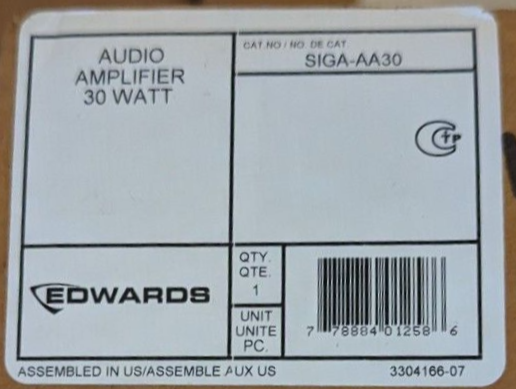 AUDIO
AMPLIFIER
30 WATT
CAT.NO / NO. DE CAT.
SIGA-AA30
EDWARDS
QTY.
QTE.
1
UNIT
UNITE
PC.
7 78884 01258 6
ASSEMBLED IN US/ASSEMBLE AUX US
3304166-07